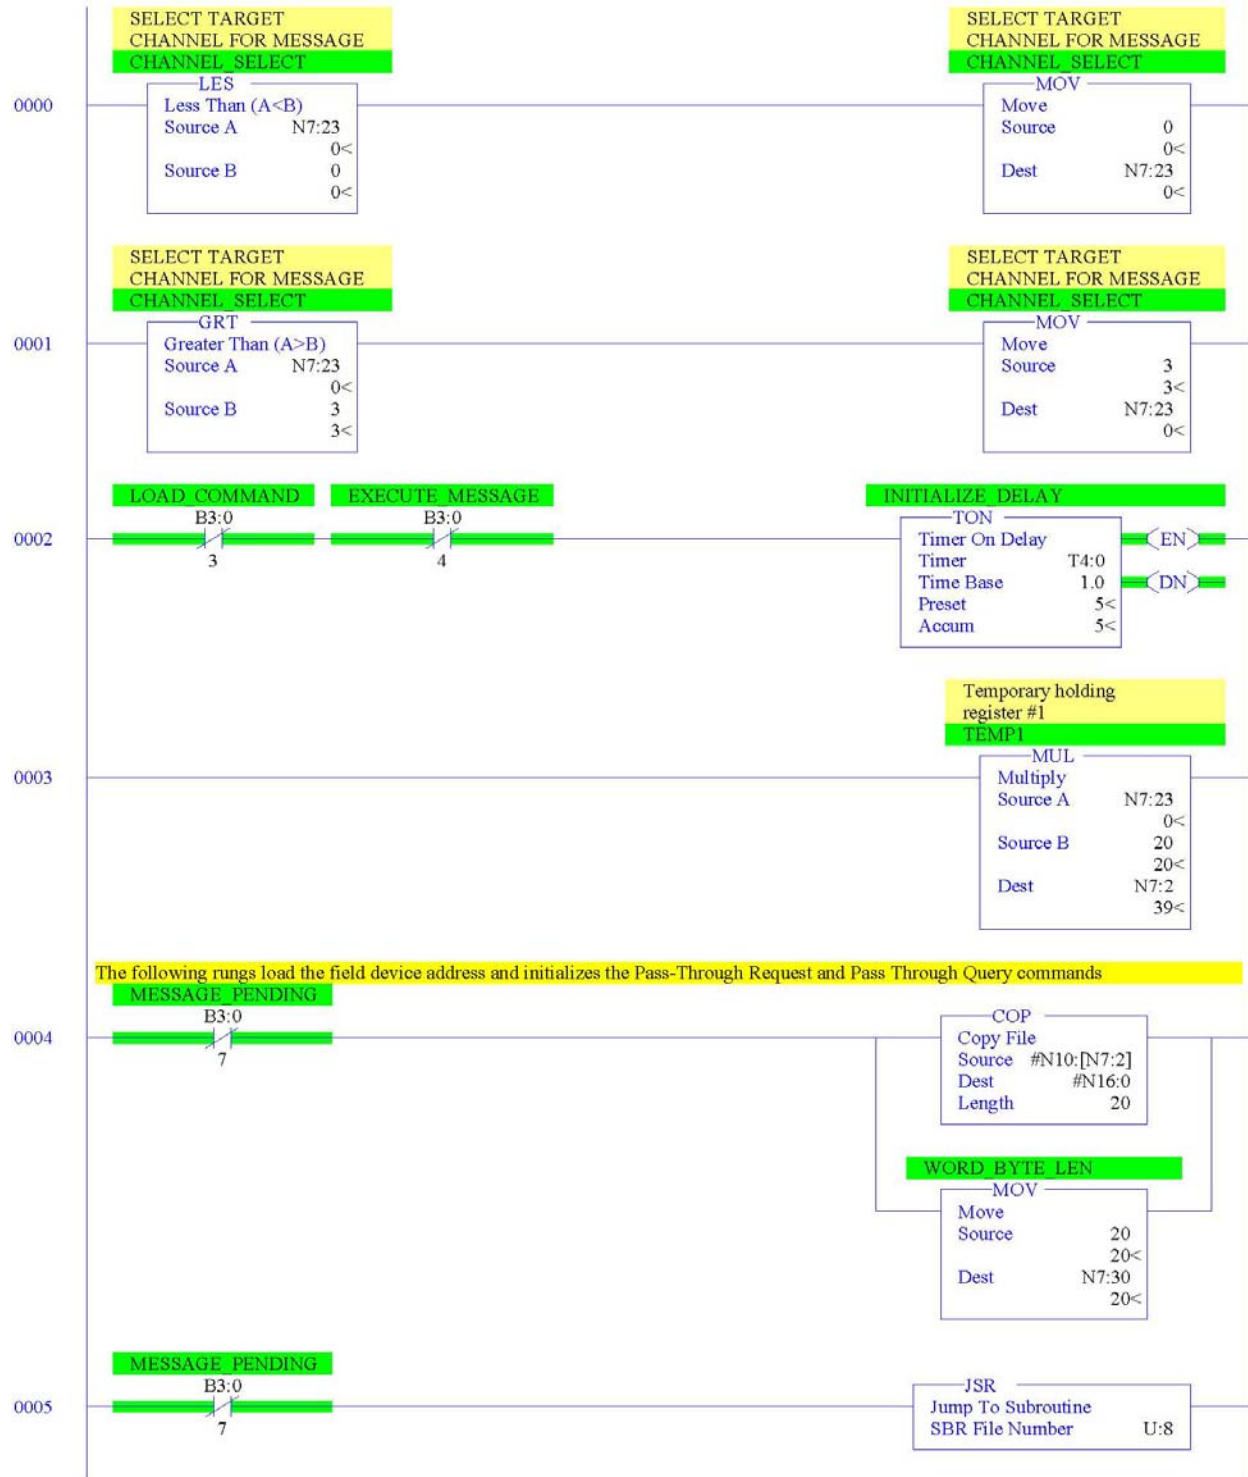 SELECT TARGET
CHANNEL FOR MESSAGE
CHANNEL_SELECT
LES
0000
Less Than (A<B)
Source A N7:23
0<
Source B 0
0<
SELECT TARGET
CHANNEL FOR MESSAGE
CHANNEL_SELECT
MOV
Move
Source 0
0<
Dest N7:23
0<
SELECT TARGET
CHANNEL FOR MESSAGE
CHANNEL_SELECT
GRT
0001
Greater Than (A>B)
Source A N7:23
0<
Source B 3
3<
SELECT TARGET
CHANNEL FOR MESSAGE
CHANNEL_SELECT
MOV
Move
Source 3
3<
Dest N7:23
0<
LOAD_COMMAND
B3:0
0002
3
EXECUTE_MESSAGE
B3:0
4
INITIALIZE_DELAY
TON
Timer On Delay
Timer T4:0
Time Base 1.0
Preset 5<
Accum 5<
EN
DN
Temporary holding
register #1
TEMP1
MUL
0003
Multiply
Source A N7:23
0<
Source B 20
20<
Dest N7:2
39<
The following rungs load the field device address and initializes the Pass-Through Request and Pass Through Query commands
MESSAGE_PENDING
B3:0
0004
7
COP
Copy File
Source #N10:[N7:2]
Dest #N16:0
Length 20
WORD_BYTE_LEN
MOV
Move
Source 20
20<
Dest N7:30
20<
MESSAGE_PENDING
B3:0
0005
7
JSR
Jump To Subroutine
SBR File Number U:8